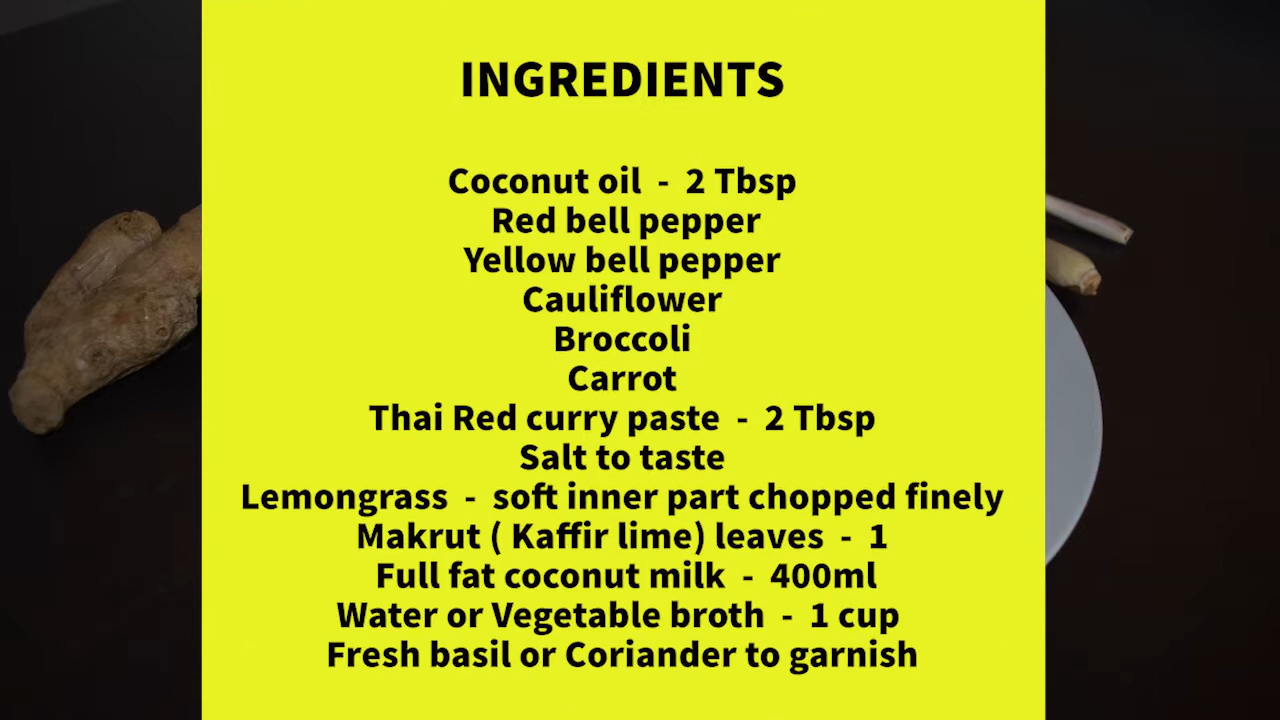 INGREDIENTS
Coconut oil - 2 Tbsp
Red bell pepper
Yellow bell pepper
Cauliflower
Broccoli
Carrot
Thai Red curry paste - 2 Tbsp
Salt to taste
Lemongrass - soft inner part chopped finely
Makrut ( Kaffir lime) leaves - 1
Full fat coconut milk - 400ml
Water or Vegetable broth - 1 cup
Fresh basil or Coriander to garnish